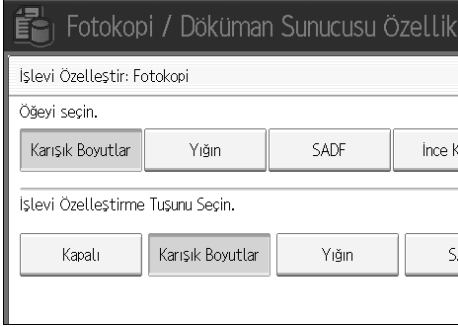 Fotokopi / Döküman Sunucusu Özellik
İşlevi Özelleştir: Fotokopi
Öğeyi seçin.
Karışık Boyutlar Yığın SADF İnce K
İşlevi Özelleştirme Tuşunu Seçin.
Kapalı Karışık Boyutlar Yığın SA